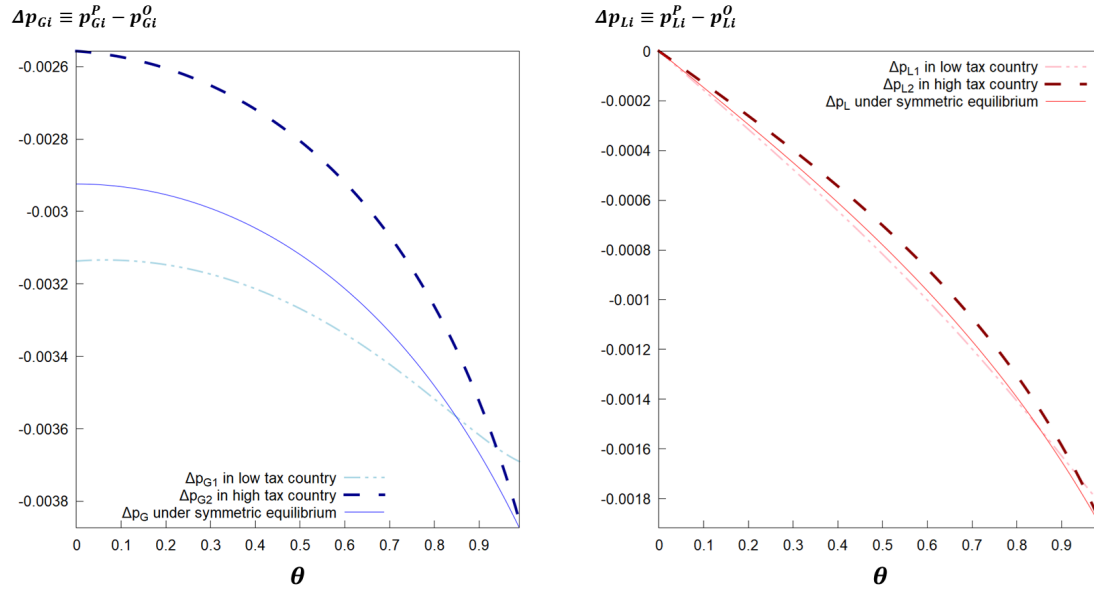 Δp_Gi ≡ p^P_Gi − p^O_Gi
-0.0026
-0.0028
-0.003
-0.0032
-0.0034
-0.0036
-0.0038
Δp_G1 in low tax country
Δp_G2 in high tax country
Δp_G under symmetric equilibrium
0 0.1 0.2 0.3 0.4 0.5 0.6 0.7 0.8 0.9
θ
Δp_Li ≡ p^P_Li − p^O_Li
0
-0.0002
-0.0004
-0.0006
-0.0008
-0.001
-0.0012
-0.0014
-0.0016
-0.0018
Δp_L1 in low tax country
Δp_L2 in high tax country
Δp_L under symmetric equilibrium
0 0.1 0.2 0.3 0.4 0.5 0.6 0.7 0.8 0.9
θ